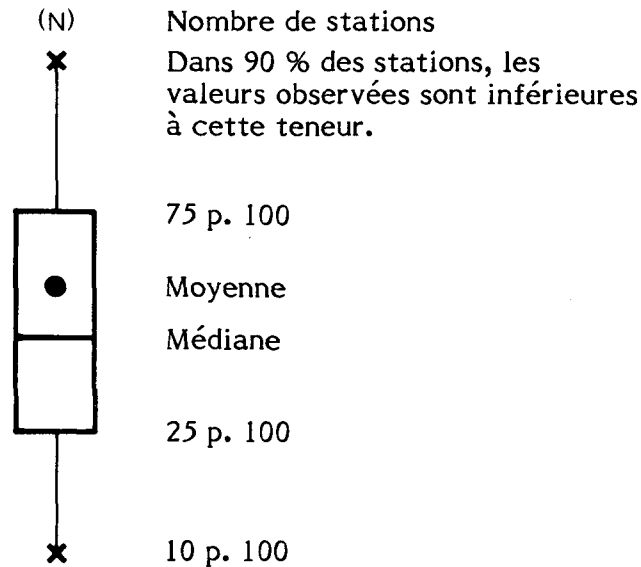 (N) Nombre de stations
Dans 90 % des stations, les
valeurs observées sont inférieures
à cette teneur.
75 p. 100
Moyenne
Médiane
25 p. 100
10 p. 100